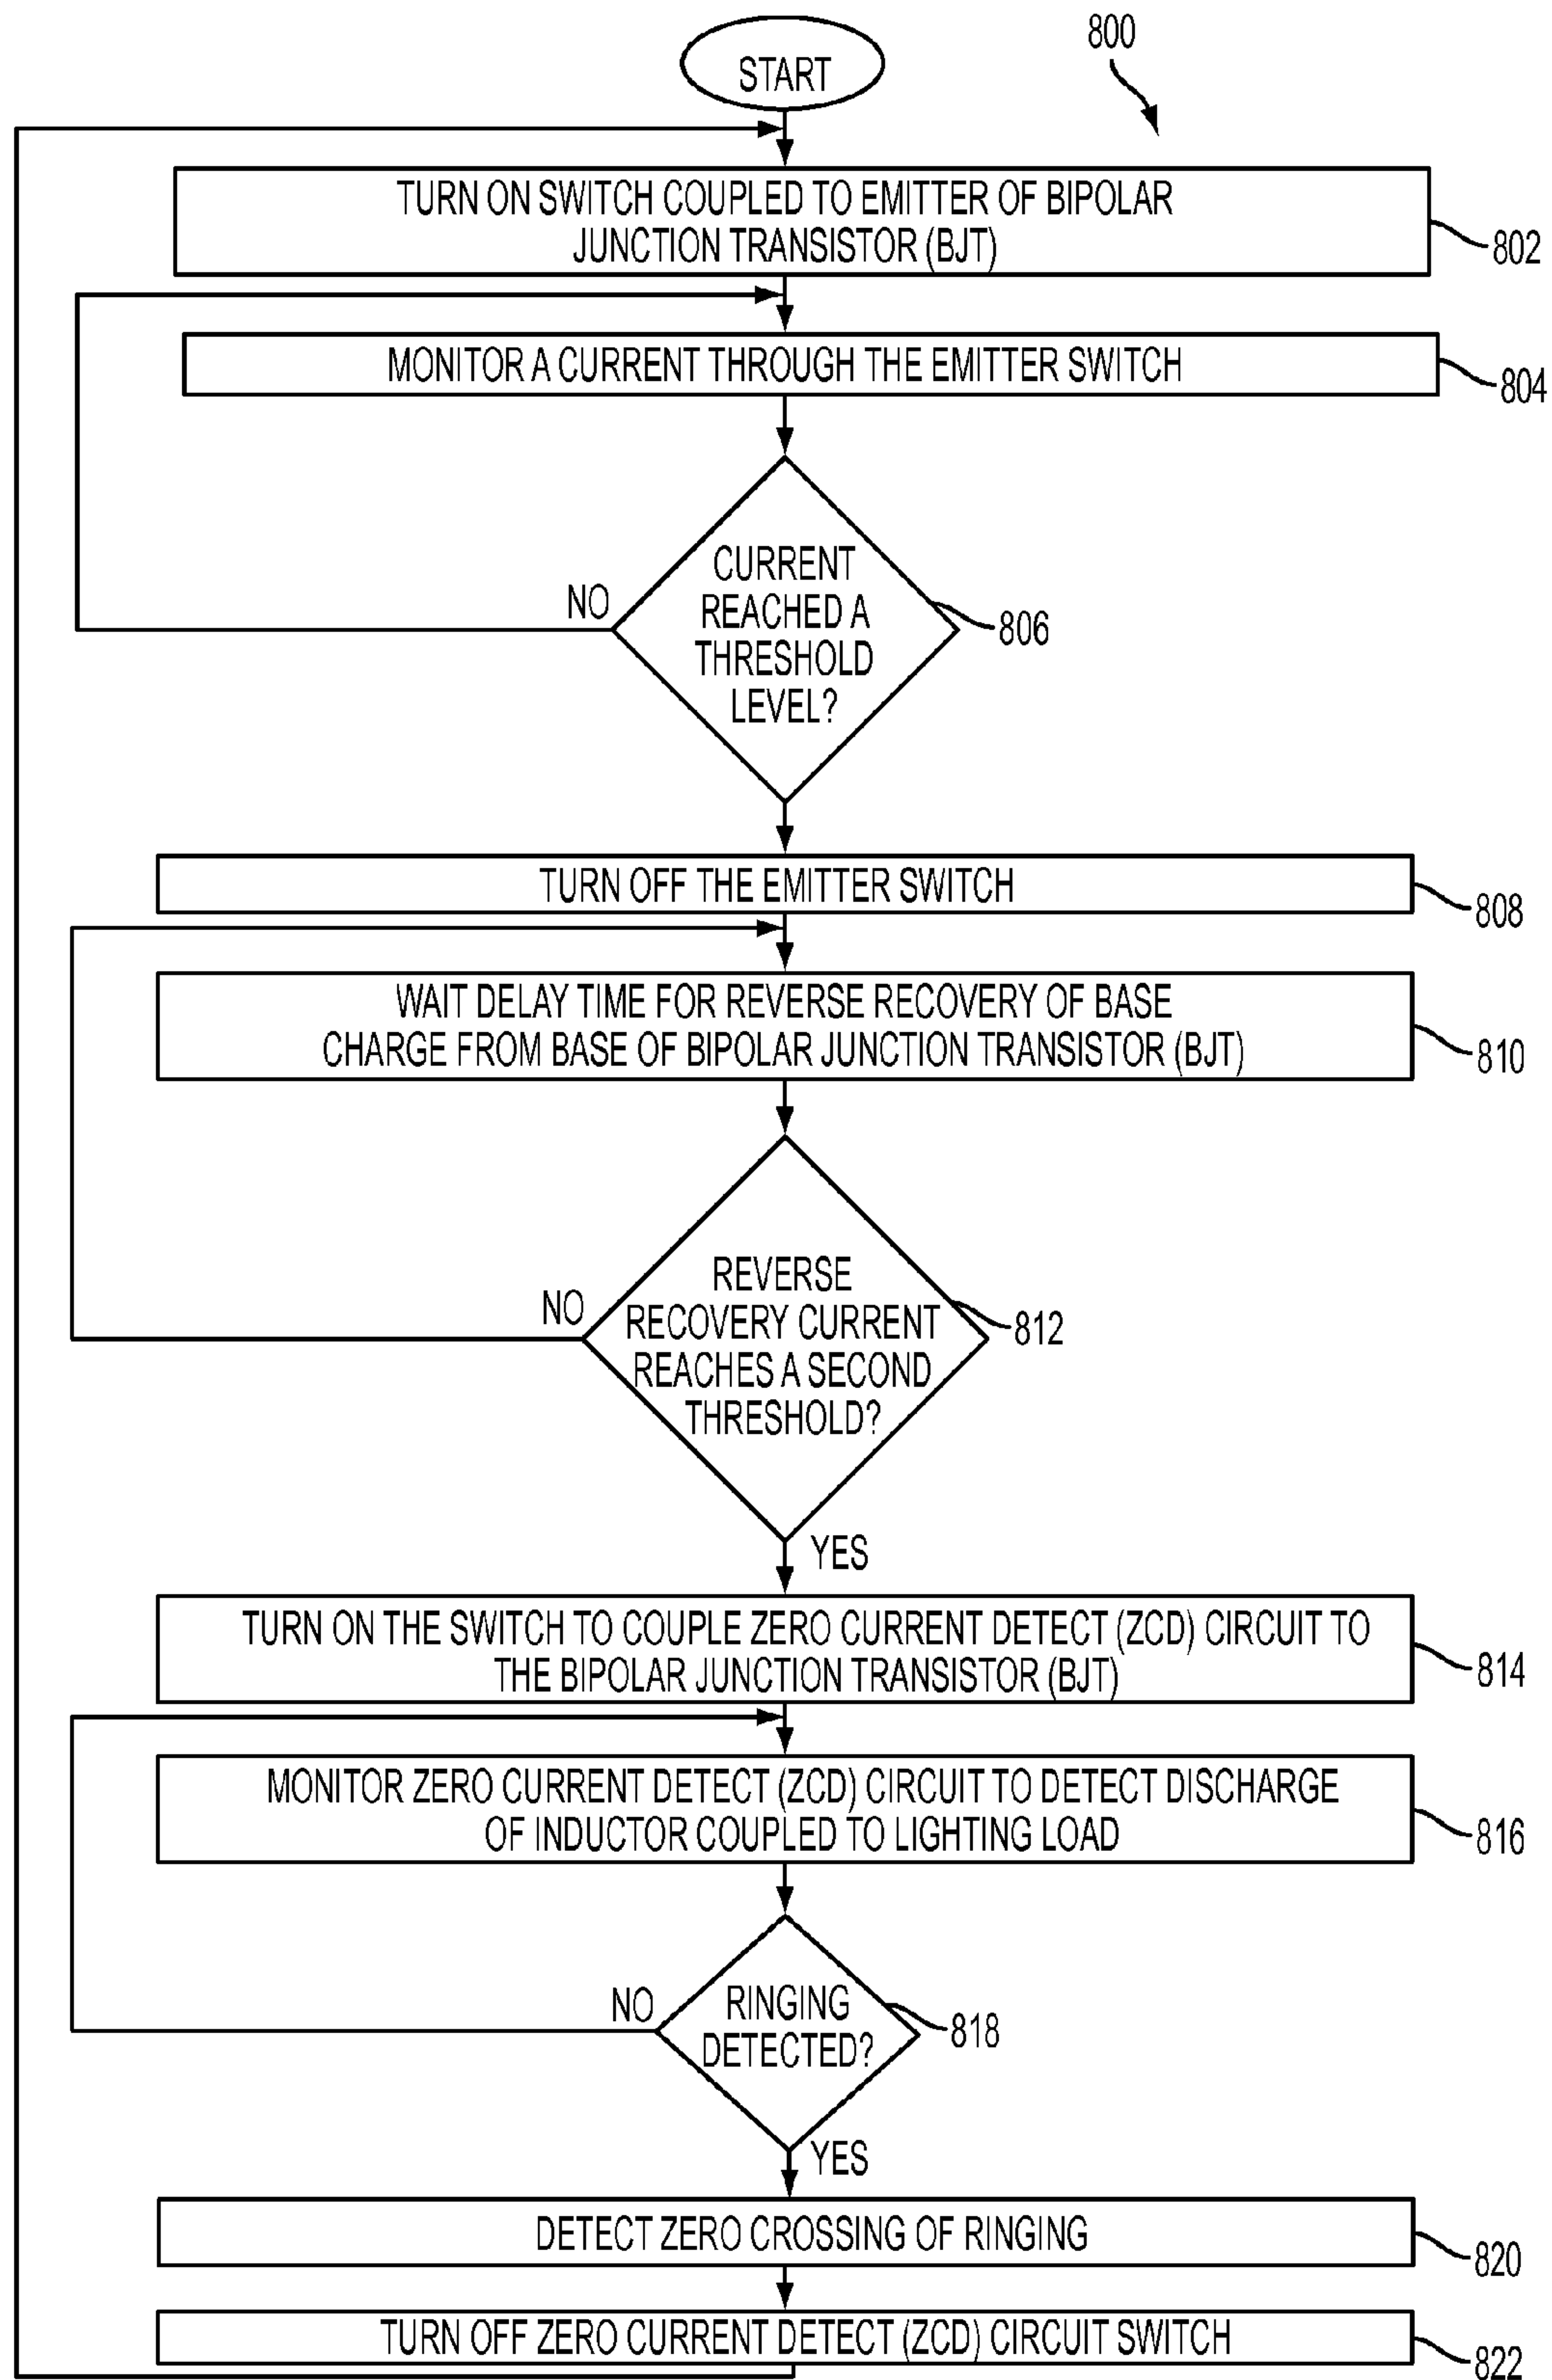 800
START
TURN ON SWITCH COUPLED TO EMITTER OF BIPOLAR
JUNCTION TRANSISTOR (BJT)
802
MONITOR A CURRENT THROUGH THE EMITTER SWITCH
804
CURRENT
REACHED A
THRESHOLD
LEVEL?
NO
806
TURN OFF THE EMITTER SWITCH
808
WAIT DELAY TIME FOR REVERSE RECOVERY OF BASE
CHARGE FROM BASE OF BIPOLAR JUNCTION TRANSISTOR (BJT)
810
REVERSE
RECOVERY CURRENT
REACHES A SECOND
THRESHOLD?
NO
812
YES
TURN ON THE SWITCH TO COUPLE ZERO CURRENT DETECT (ZCD) CIRCUIT TO
THE BIPOLAR JUNCTION TRANSISTOR (BJT)
814
MONITOR ZERO CURRENT DETECT (ZCD) CIRCUIT TO DETECT DISCHARGE
OF INDUCTOR COUPLED TO LIGHTING LOAD
816
RINGING
DETECTED?
NO
818
YES
DETECT ZERO CROSSING OF RINGING
820
TURN OFF ZERO CURRENT DETECT (ZCD) CIRCUIT SWITCH
822